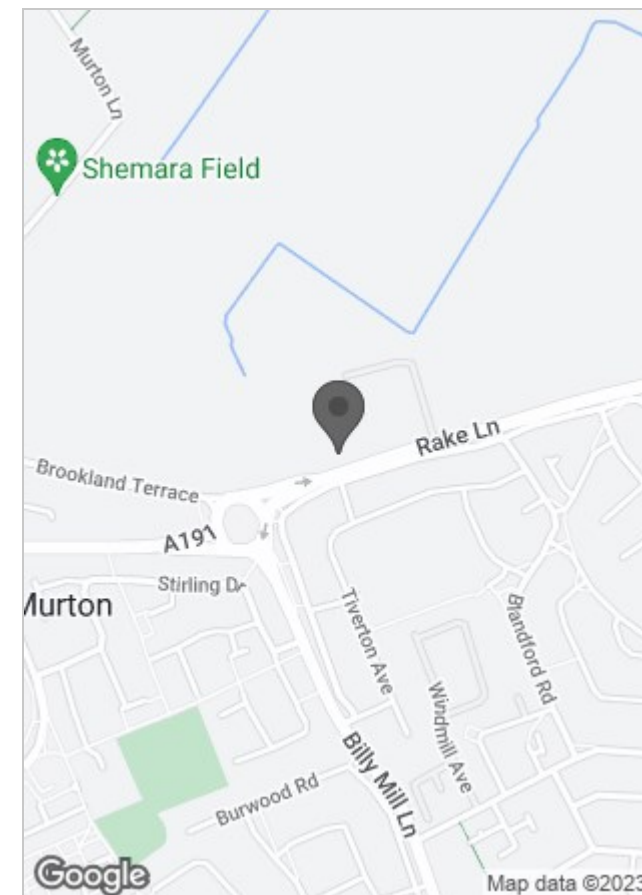 Murton Ln
Shemara Field
Rake Ln
Brookland Terrace
A191
Stirling Dr
Murton
Tiverton Ave
Blandford Rd
Windmill Ave
Billy Mill Ln
Burwood Rd
Google
Map data ©2023